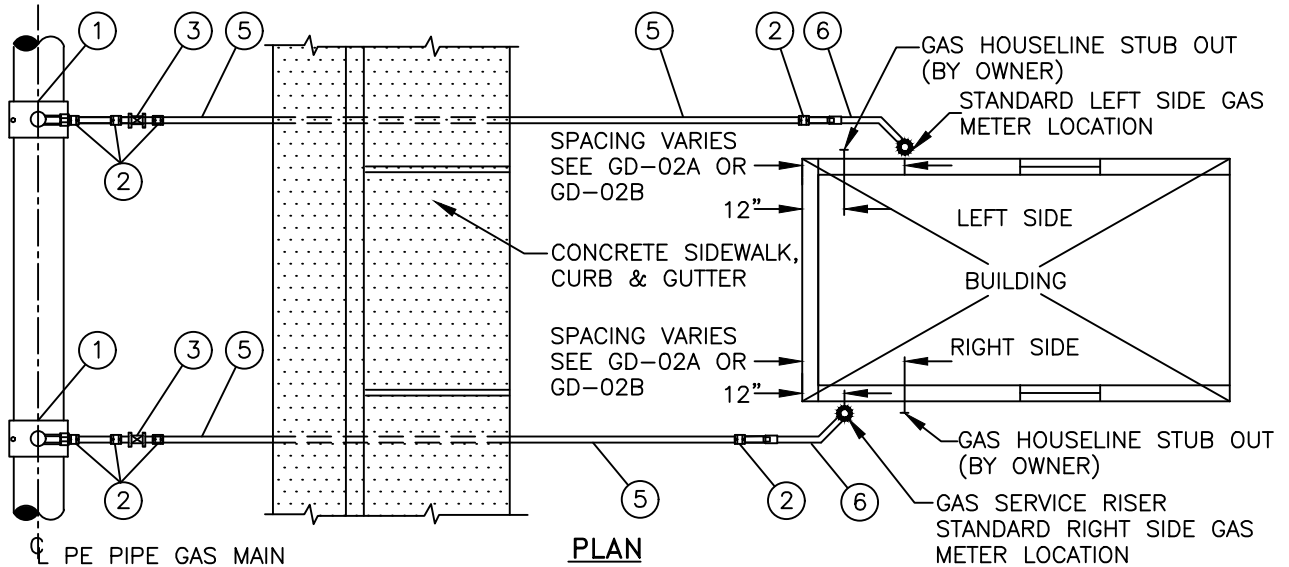 1
3
5
5
2
6
GAS HOUSELINE STUB OUT
(BY OWNER)
STANDARD LEFT SIDE GAS
METER LOCATION
2
SPACING VARIES
SEE GD-02A OR
GD-02B
12"
LEFT SIDE
CONCRETE SIDEWALK,
CURB & GUTTER
BUILDING
1
3
5
SPACING VARIES
SEE GD-02A OR
GD-02B
12"
RIGHT SIDE
GAS HOUSELINE STUB OUT
(BY OWNER)
2
5
2
6
GAS SERVICE RISER
STANDARD RIGHT SIDE GAS
METER LOCATION
CL PE PIPE GAS MAIN
PLAN